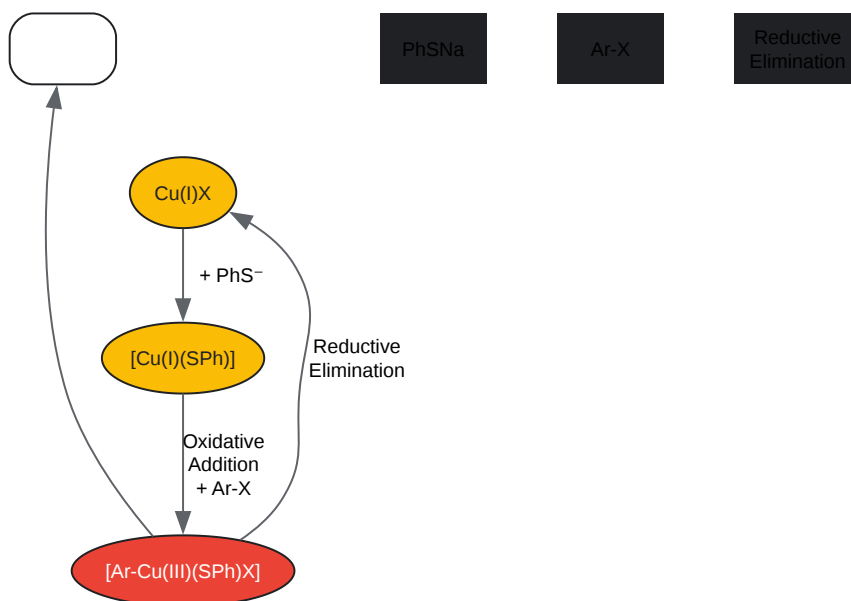 PhSNa
Ar-X
Reductive
Elimination
Cu(I)X
+ PhS⁻
[Cu(I)(SPh)]
Reductive
Elimination
Oxidative
Addition
+ Ar-X
[Ar-Cu(III)(SPh)X]